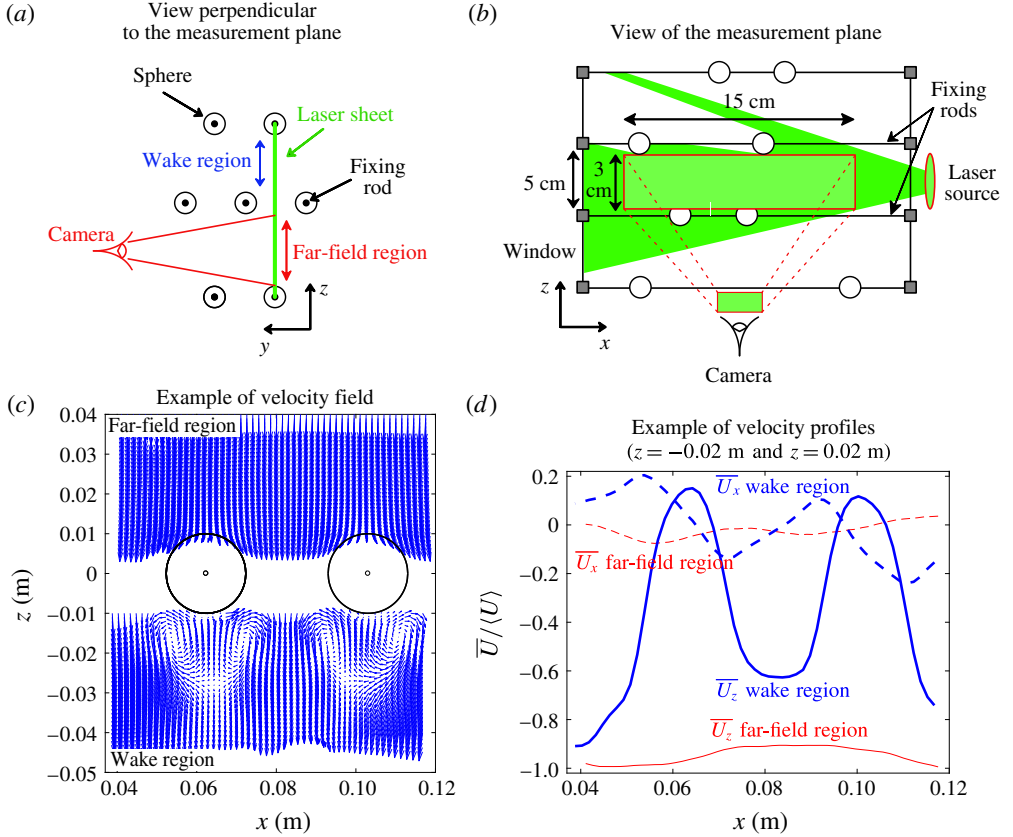 (a)
View perpendicular
to the measurement plane
Sphere
Laser sheet
Wake region
Fixing
rod
Camera
Far-field region
z
y
(b)
View of the measurement plane
15 cm
Fixing
rods
5 cm
3
cm
Laser
source
Window
z
x
Camera
(c)
Example of velocity field
0.04
Far-field region
0.03
0.02
0.01
0
−0.01
−0.02
−0.03
−0.04
Wake region
−0.05
z (m)
0.04 0.06 0.08 0.10 0.12
x (m)
(d)
Example of velocity profiles
(z = −0.02 m and z = 0.02 m)
0.2
0
−0.2
−0.4
−0.6
−0.8
−1.0
U̅/⟨U⟩
U̅x wake region
U̅x far-field region
U̅z wake region
U̅z far-field region
0.04 0.06 0.08 0.10 0.12
x (m)